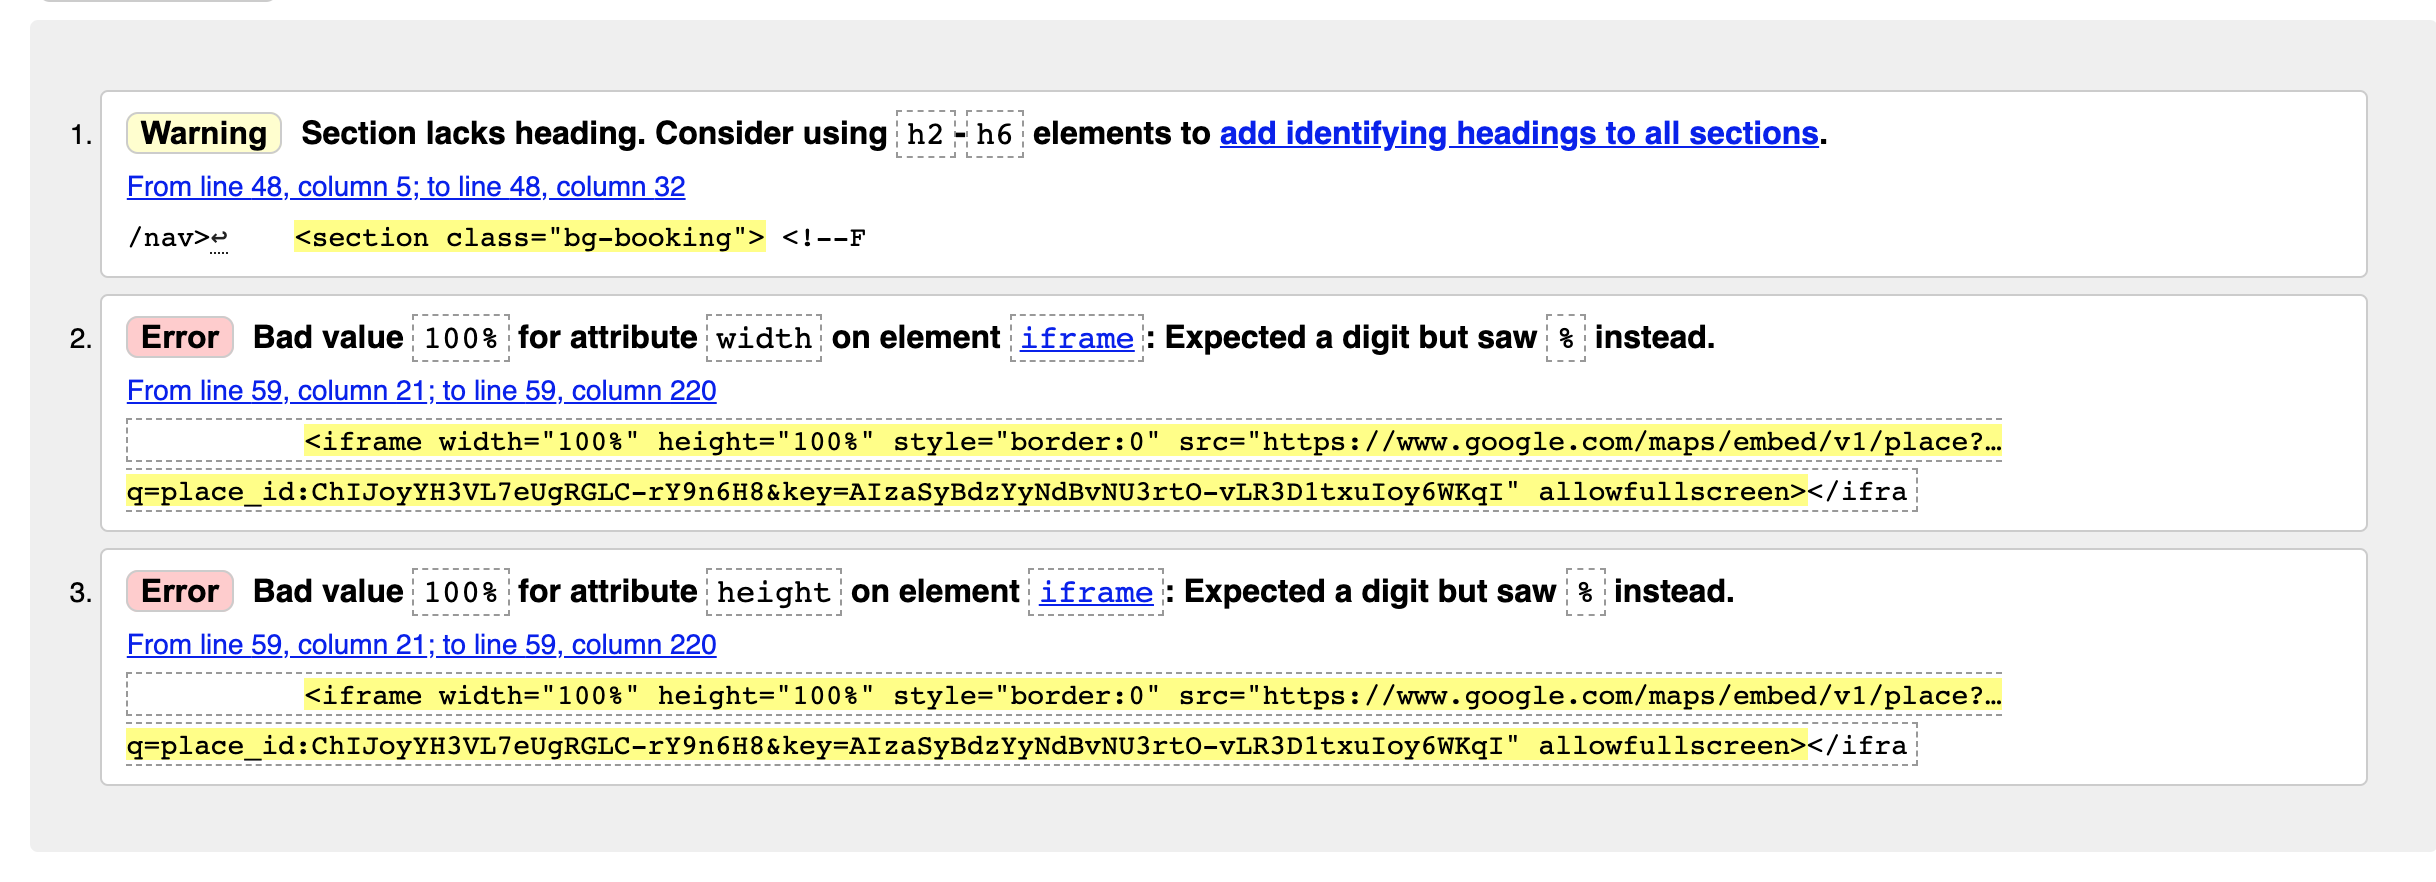 1. Warning Section lacks heading. Consider using h2-h6 elements to add identifying headings to all sections.
From line 48, column 5; to line 48, column 32
/nav>↩ <section class="bg-booking"> <!--F
2. Error Bad value 100% for attribute width on element iframe: Expected a digit but saw % instead.
From line 59, column 21; to line 59, column 220
<iframe width="100%" height="100%" style="border:0" src="https://www.google.com/maps/embed/v1/place?…
q=place_id:ChIJoyYH3VL7eUgRGLC-rY9n6H8&key=AIzaSyBdzYyNdBvNU3rtO-vLR3D1txuIoy6WKqI" allowfullscreen></ifra
3. Error Bad value 100% for attribute height on element iframe: Expected a digit but saw % instead.
From line 59, column 21; to line 59, column 220
<iframe width="100%" height="100%" style="border:0" src="https://www.google.com/maps/embed/v1/place?…
q=place_id:ChIJoyYH3VL7eUgRGLC-rY9n6H8&key=AIzaSyBdzYyNdBvNU3rtO-vLR3D1txuIoy6WKqI" allowfullscreen></ifra